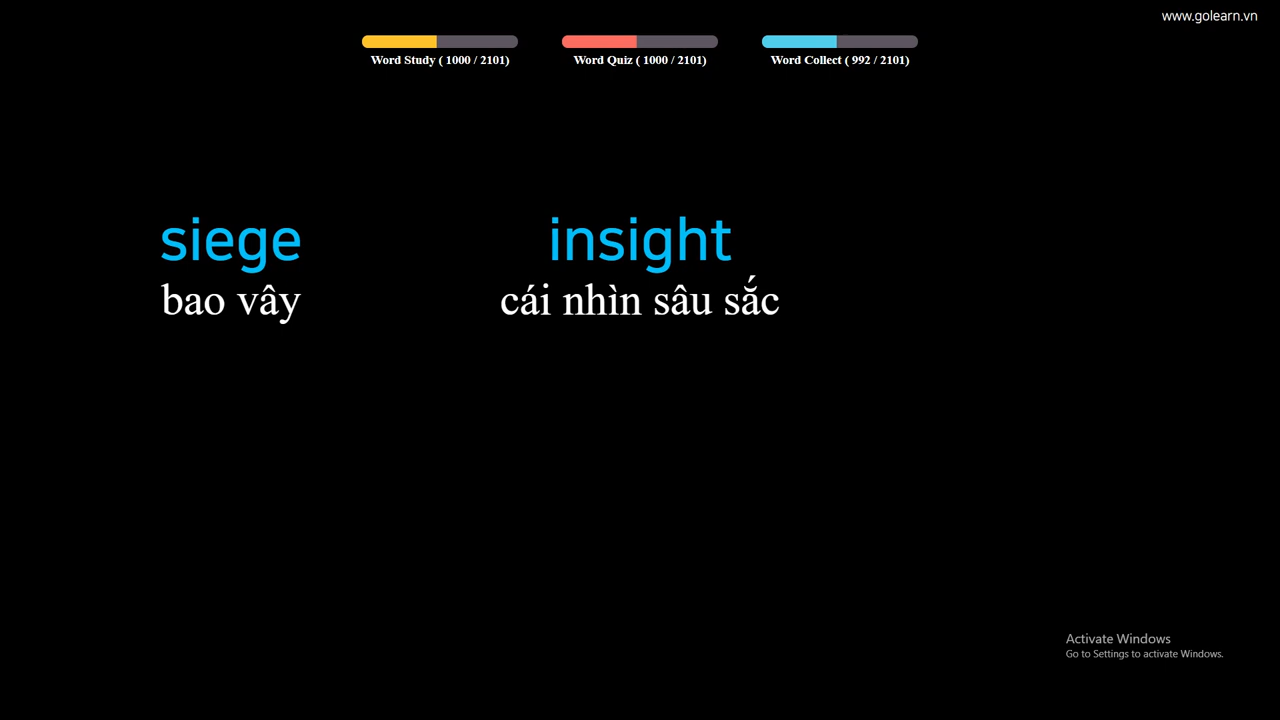 www.golearn.vn
Word Study ( 1000 / 2101)
Word Quiz ( 1000 / 2101)
Word Collect ( 992 / 2101)
siege
bao vây
insight
cái nhìn sâu sắc
Activate Windows
Go to Settings to activate Windows.